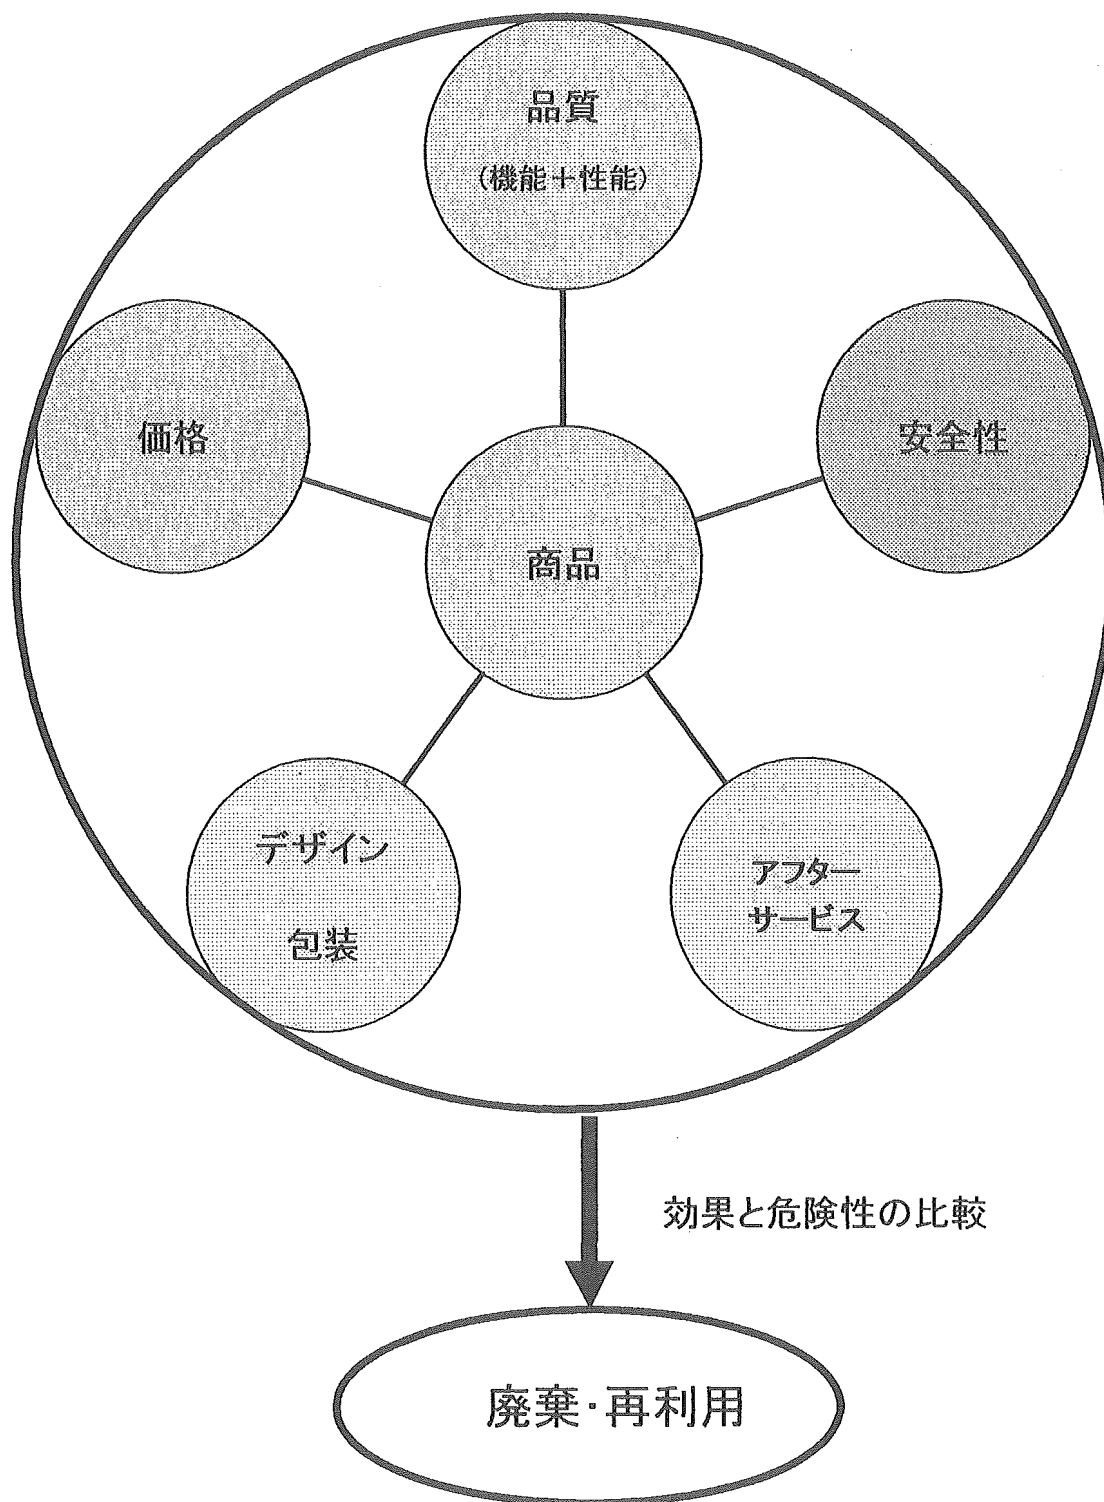 品質
(機能＋性能)
価格
安全性
商品
デザイン
包装
アフター
サービス
効果と危険性の比較
廃棄・再利用